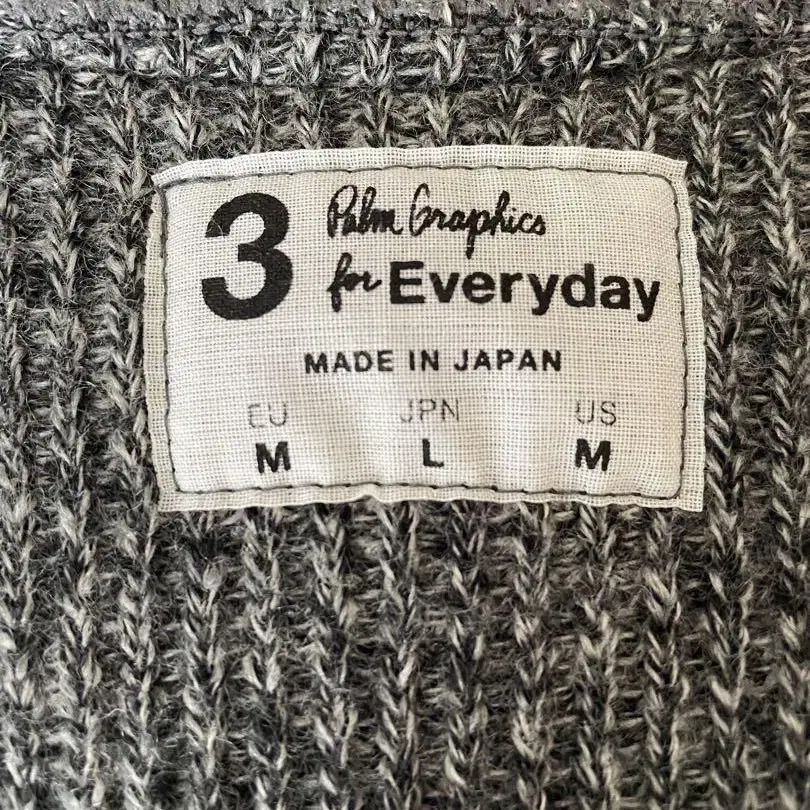 3 Palm Graphics
for Everyday
MADE IN JAPAN
EU JPN US
M L M